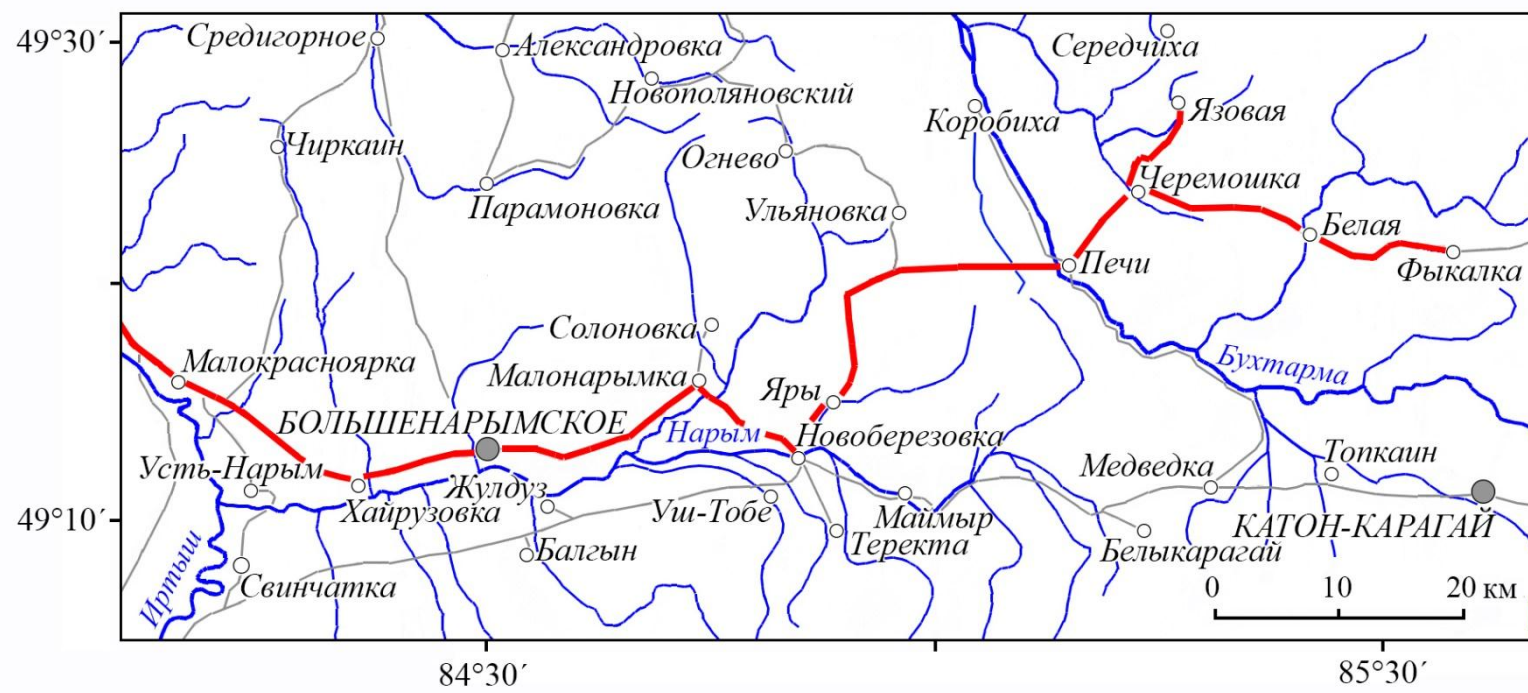 49°30´
Средигорное
Александровка
Середчиха
Новополяновский
Язовая
Коробиха
Чиркаин
Огнево
Черемошка
Парамоновка
Ульяновка
Белая
Печи
Фыкалка
Солоновка
Малокрасноярка
Бухтарма
Малонарымка
Яры
БОЛЬШЕНАРЫМСКОЕ
Нарым
Новоберезовка
Усть-Нарым
Медведка
Топкаин
Жулдуз
49°10´
Хайрузовка
Уш-Тобе
Маймыр
КАТОН-КАРАГАЙ
Теректа
Белыкарагай
Балгын
Иртыш
Свинчатка
0 10 20 км
84°30´
85°30´